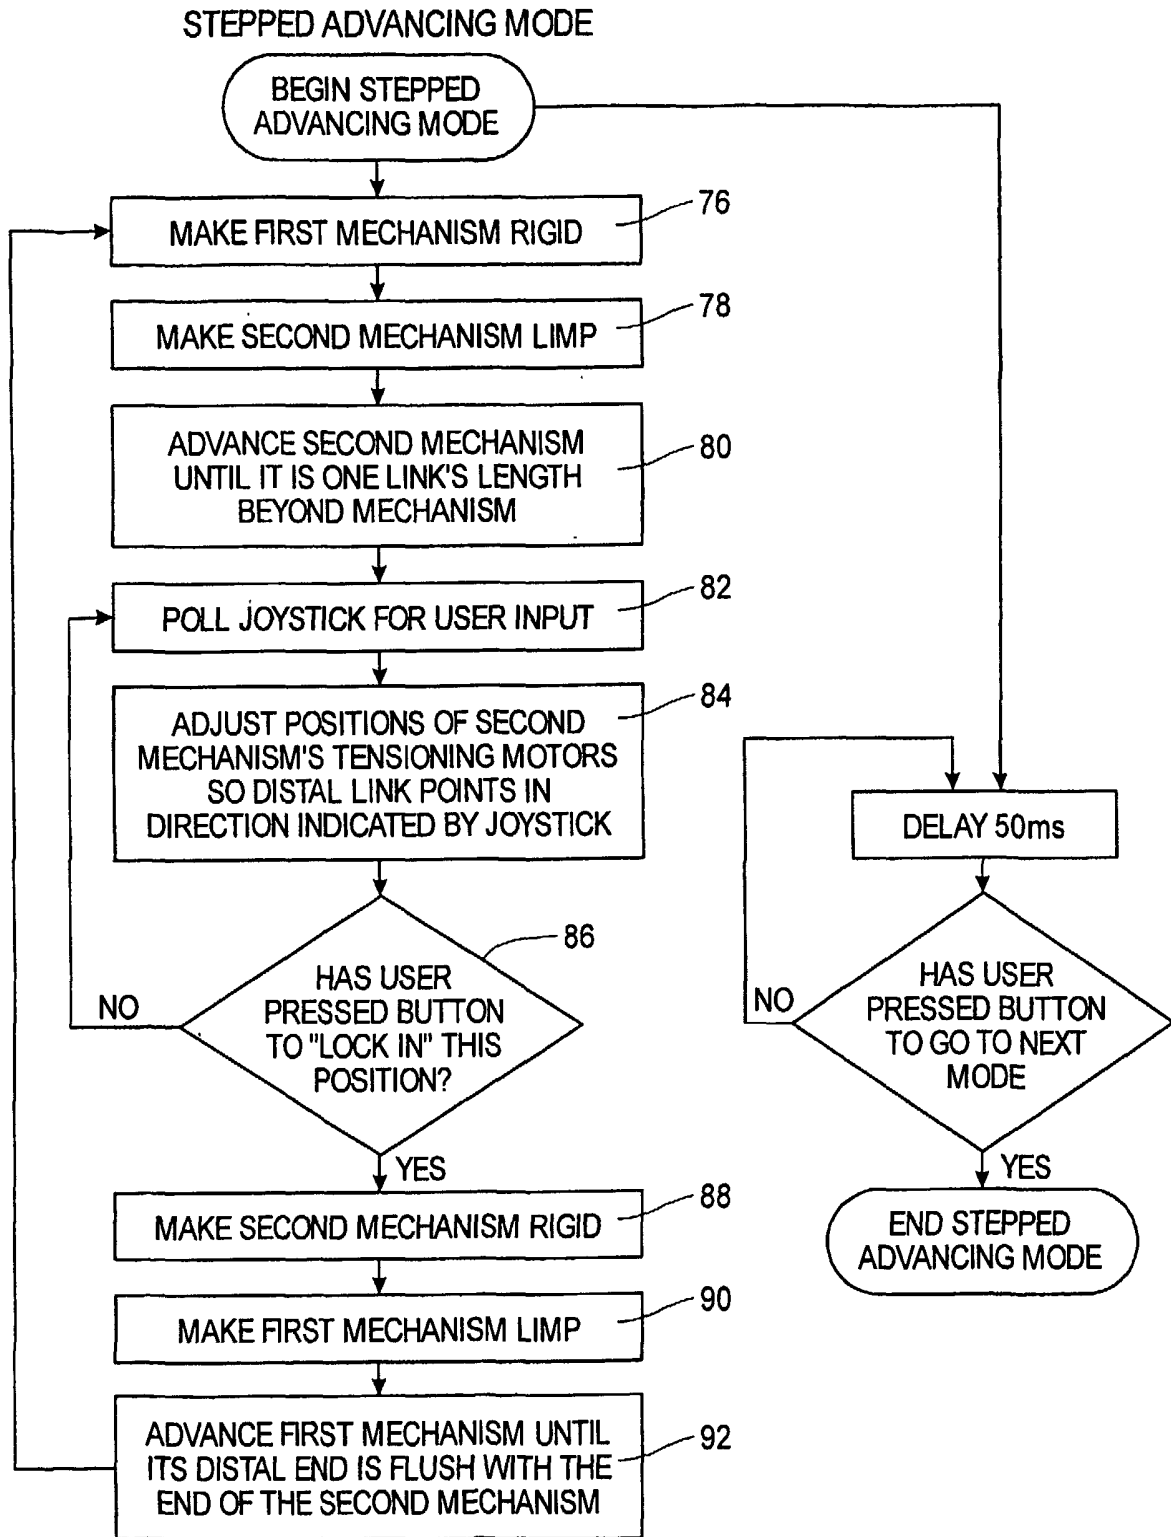 STEPPED ADVANCING MODE
BEGIN STEPPED
ADVANCING MODE
76
MAKE FIRST MECHANISM RIGID
78
MAKE SECOND MECHANISM LIMP
80
ADVANCE SECOND MECHANISM
UNTIL IT IS ONE LINK'S LENGTH
BEYOND MECHANISM
82
POLL JOYSTICK FOR USER INPUT
84
ADJUST POSITIONS OF SECOND
MECHANISM'S TENSIONING MOTORS
SO DISTAL LINK POINTS IN
DIRECTION INDICATED BY JOYSTICK
86
HAS USER
PRESSED BUTTON
TO "LOCK IN" THIS
POSITION?
NO
YES
88
MAKE SECOND MECHANISM RIGID
90
MAKE FIRST MECHANISM LIMP
92
ADVANCE FIRST MECHANISM UNTIL
ITS DISTAL END IS FLUSH WITH THE
END OF THE SECOND MECHANISM
DELAY 50ms
HAS USER
PRESSED BUTTON
TO GO TO NEXT
MODE
NO
YES
END STEPPED
ADVANCING MODE